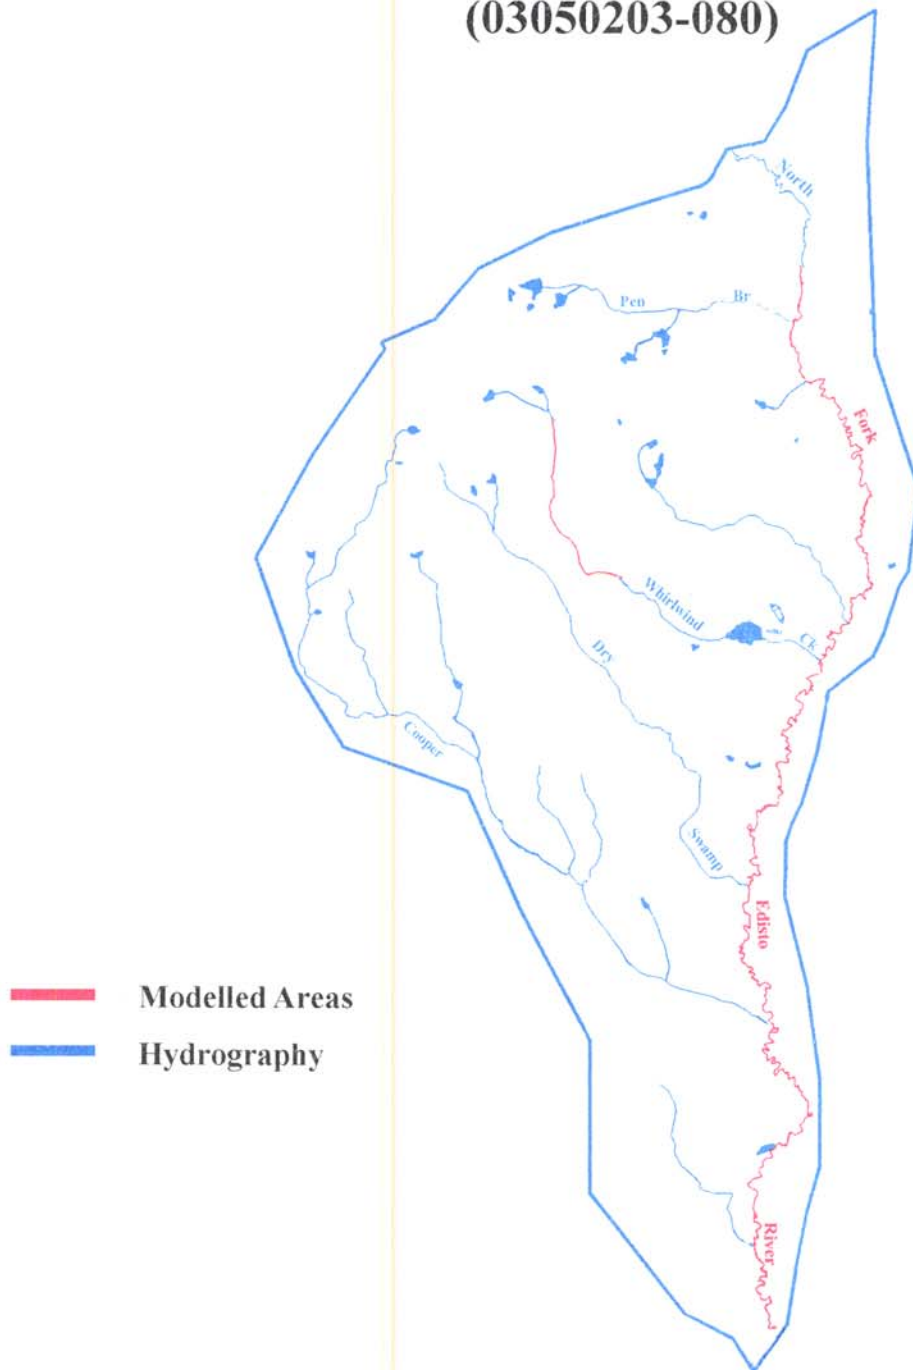 (03050203-080)
North
Pen Br
Fork
Whirlwind Ck
Dry
Cooper
Swamp
Edisto
Modelled Areas
Hydrography
River